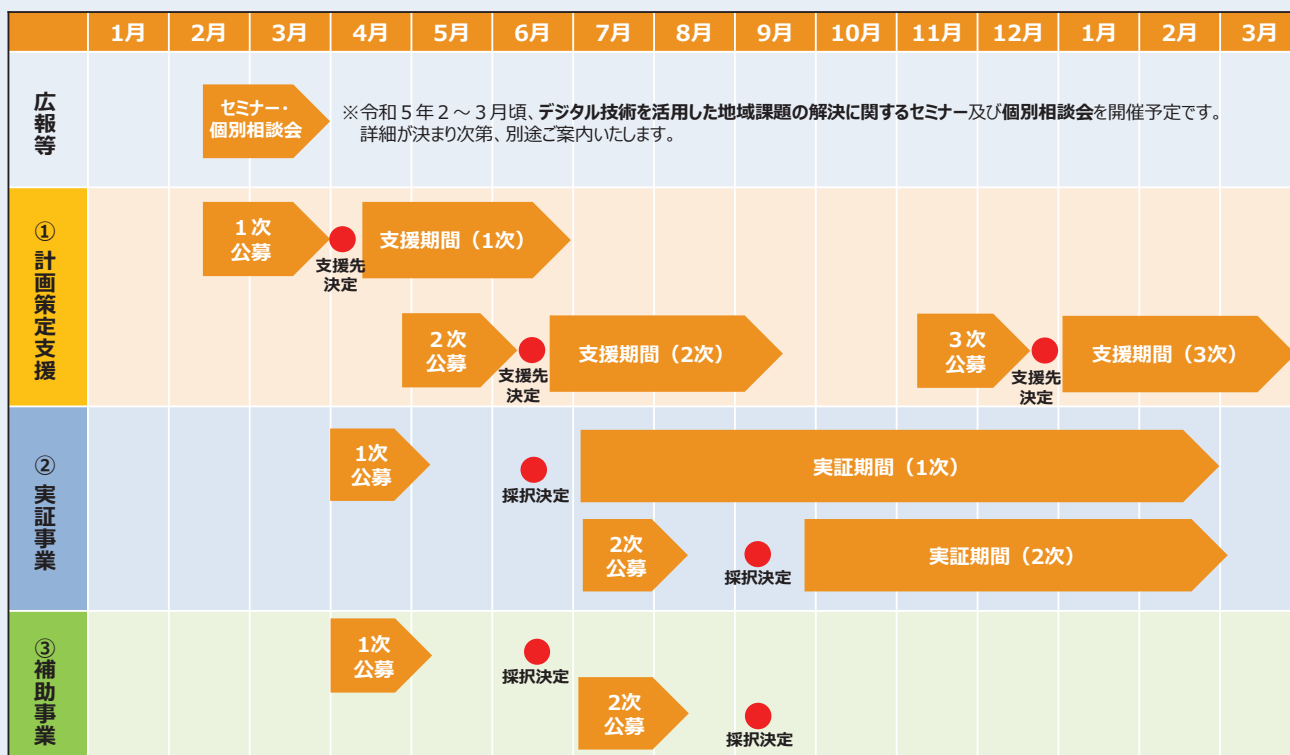 1月 2月 3月 4月 5月 6月 7月 8月 9月 10月 11月 12月 1月 2月 3月
広報等
セミナー・
個別相談会
※令和５年２～３月頃、デジタル技術を活用した地域課題の解決に関するセミナー及び個別相談会を開催予定です。
詳細が決まり次第、別途ご案内いたします。
①計画策定支援
１次
公募
支援先
決定
支援期間（１次）
２次
公募
支援先
決定
支援期間（２次）
３次
公募
支援先
決定
支援期間（３次）
②実証事業
1次
公募
採択決定
実証期間（１次）
2次
公募
採択決定
実証期間（２次）
③補助事業
1次
公募
採択決定
2次
公募
採択決定